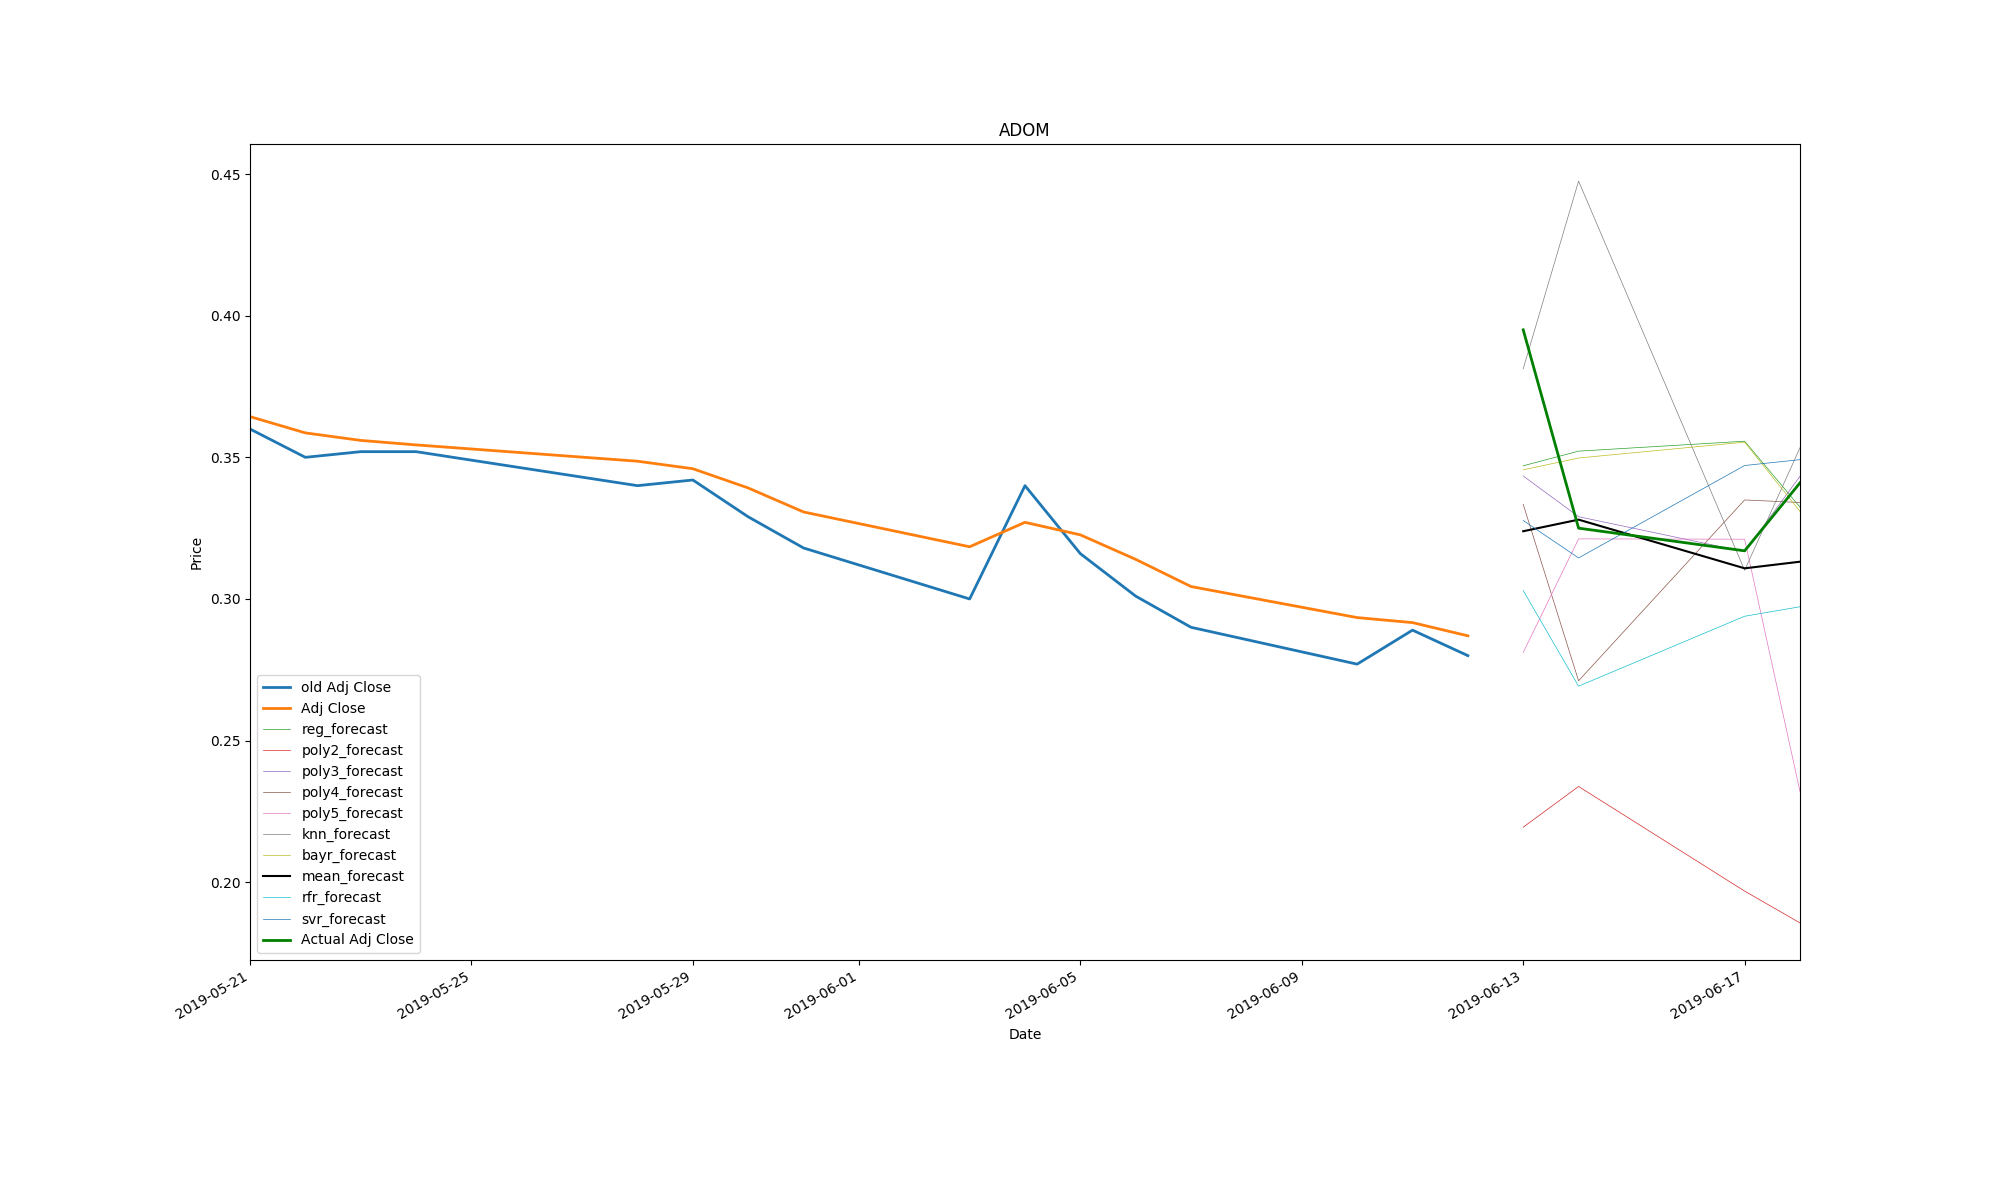 ADOM
0.45
0.40
0.35
0.30
0.25
0.20
Price
old Adj Close
Adj Close
reg_forecast
poly2_forecast
poly3_forecast
poly4_forecast
poly5_forecast
knn_forecast
bayr_forecast
mean_forecast
rfr_forecast
svr_forecast
Actual Adj Close
2019-05-21
2019-05-25
2019-05-29
2019-06-01
2019-06-05
2019-06-09
2019-06-13
2019-06-17
Date